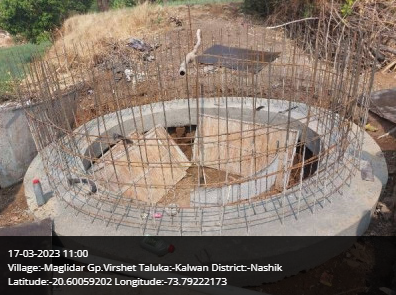 17-03-2023 11:00
Village:-Maglidar Gp.Virshet Taluka:-Kalwan District:-Nashik
Latitude:-20.60059202 Longitude:-73.79222173